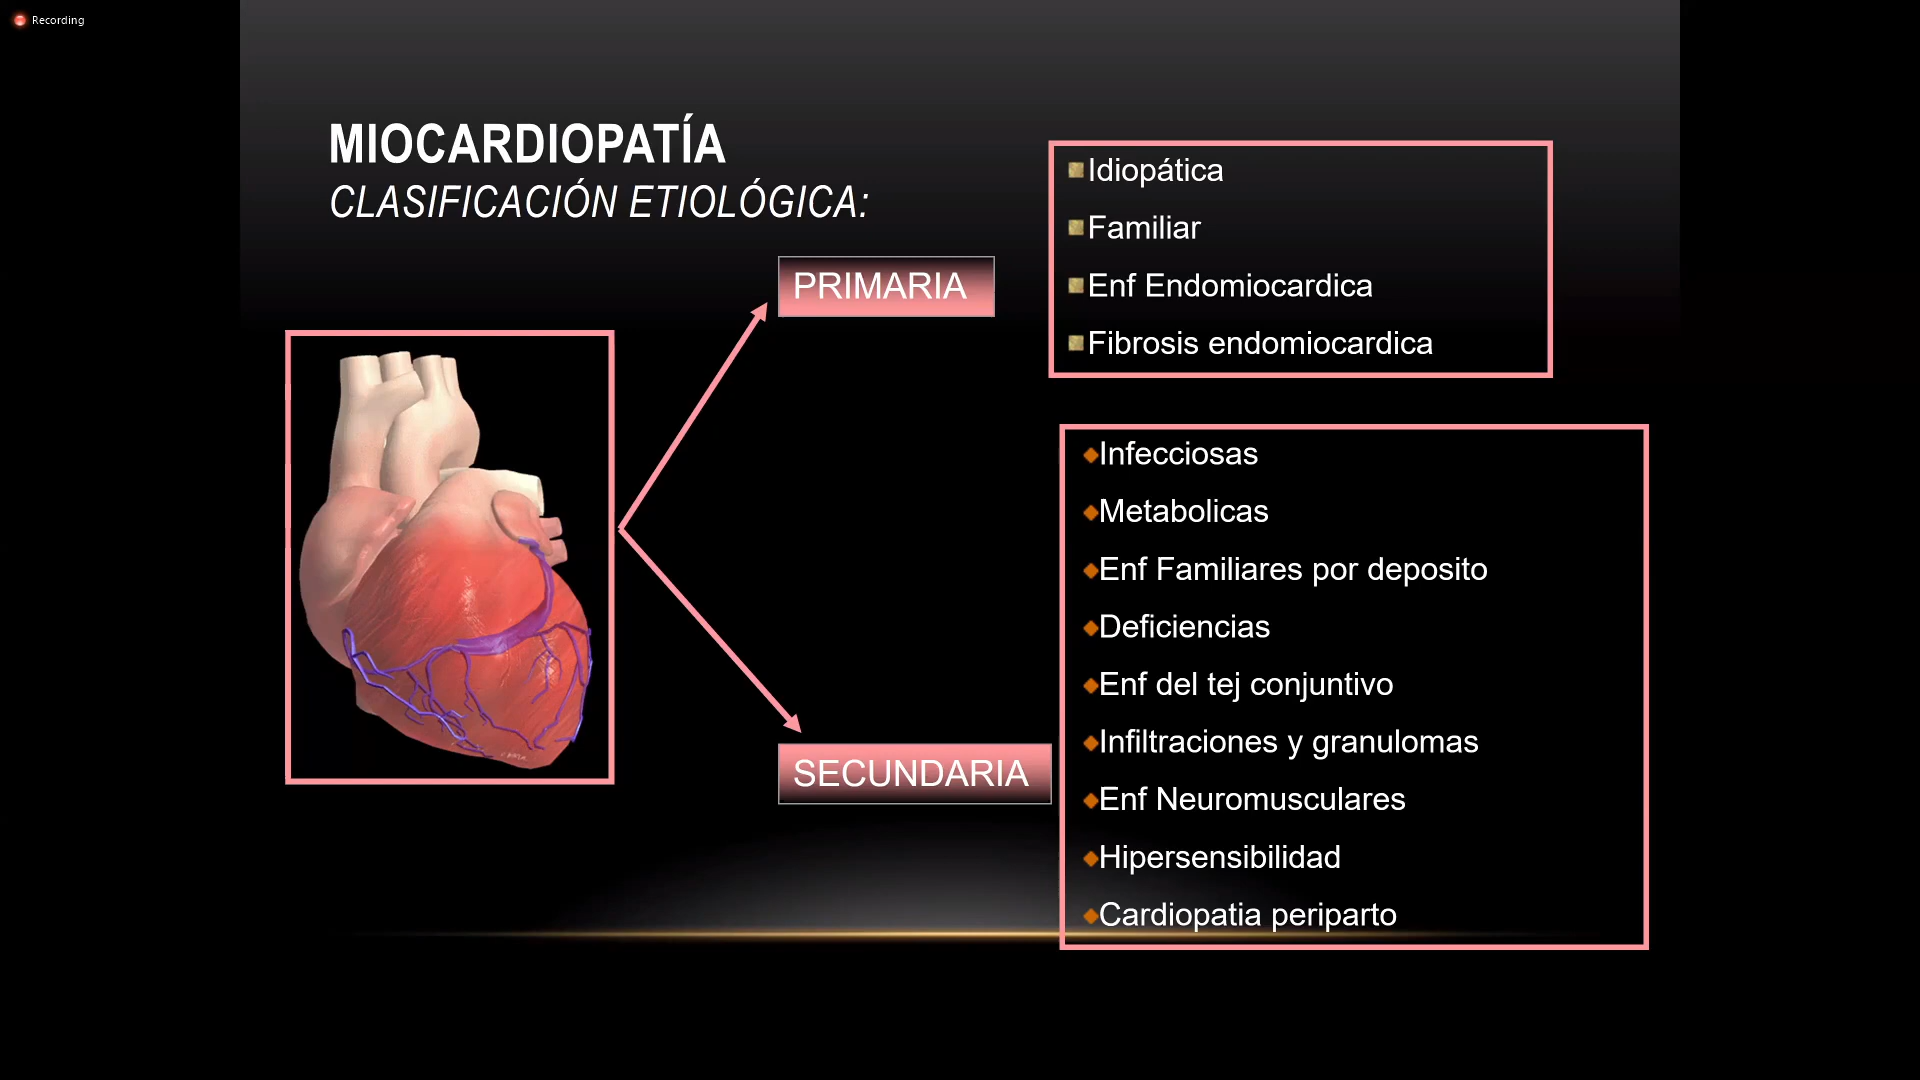 Recording
MIOCARDIOPATÍA
CLASIFICACIÓN ETIOLÓGICA:
PRIMARIA
Idiopática
Familiar
Enf Endomiocardica
Fibrosis endomiocardica
SECUNDARIA
Infecciosas
Metabolicas
Enf Familiares por deposito
Deficiencias
Enf del tej conjuntivo
Infiltraciones y granulomas
Enf Neuromusculares
Hipersensibilidad
Cardiopatia periparto